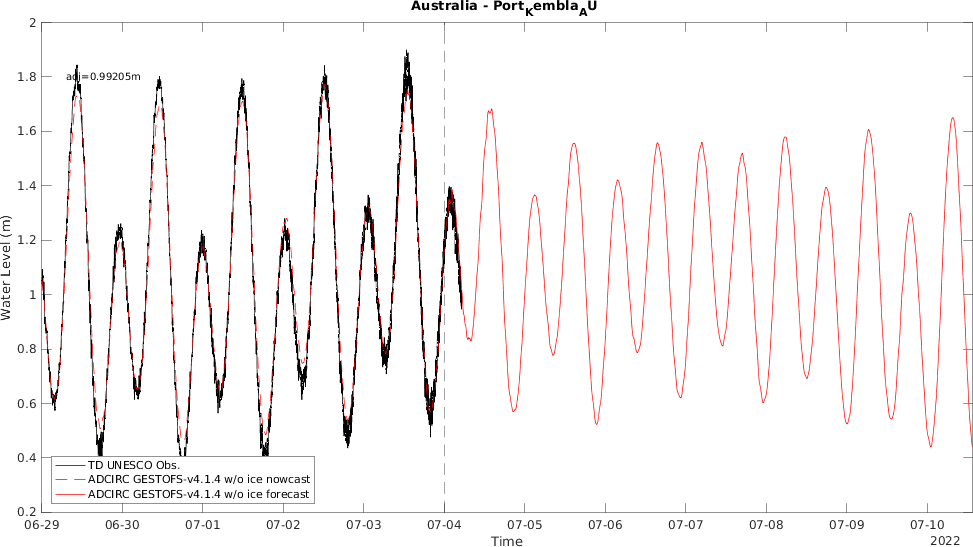 Australia - PortKemblaAU
2
1.8
adj=0.99205m
1.6
1.4
1.2
1
0.8
0.6
0.4
0.2
Water Level (m)
TD UNESCO Obs.
ADCIRC GESTOFS-v4.1.4 w/o ice nowcast
ADCIRC GESTOFS-v4.1.4 w/o ice forecast
06-29 06-30 07-01 07-02 07-03 07-04 07-05 07-06 07-07 07-08 07-09 07-10
Time
2022